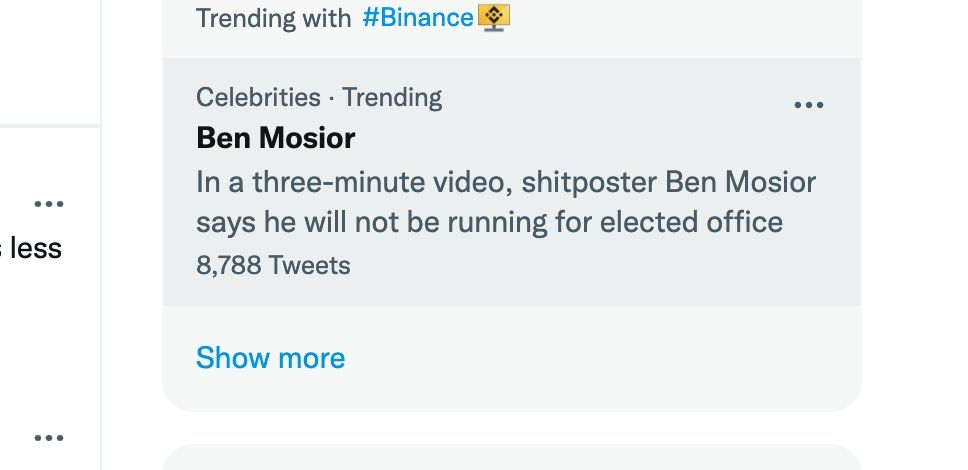 Trending with #Binance
Celebrities · Trending
Ben Mosior
In a three-minute video, shitposter Ben Mosior
says he will not be running for elected office
8,788 Tweets
less
Show more